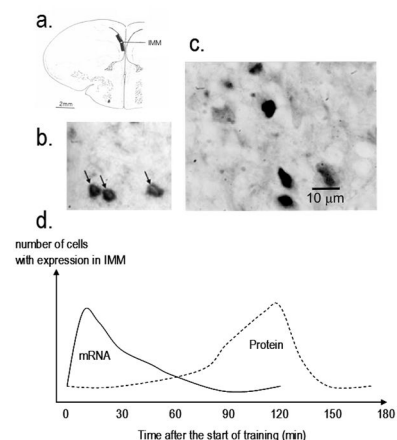 a.
IMM
2mm
b.
c.
10 μm
d.
number of cells
with expression in IMM
mRNA
Protein
0 30 60 90 120 150 180
Time after the start of training (min)